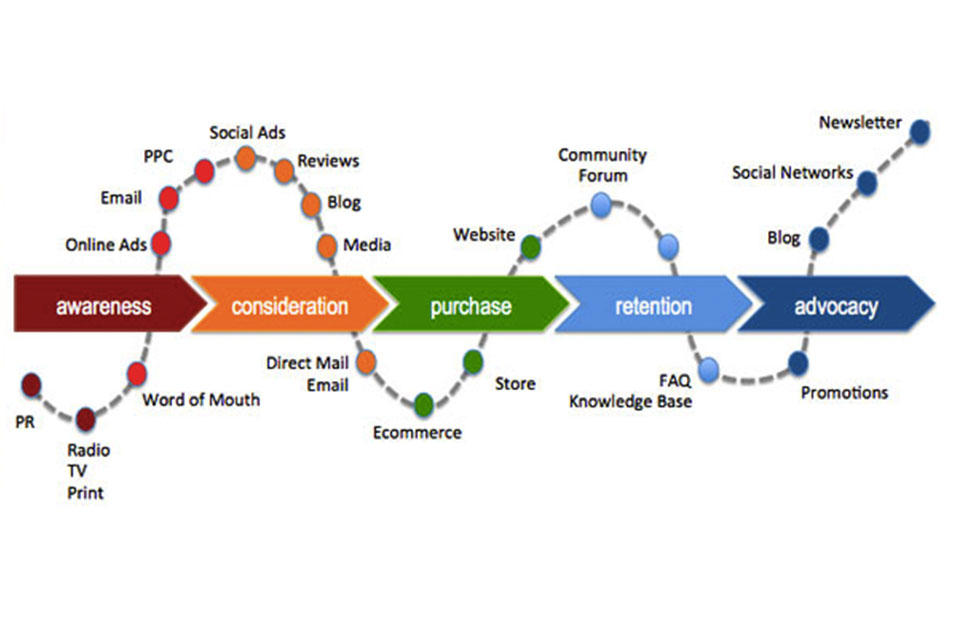 Newsletter
Social Ads
PPC
Reviews
Community
Forum
Social Networks
Email
Blog
Online Ads
Media
Website
Blog
awareness
consideration
purchase
retention
advocacy
Direct Mail
Email
Store
FAQ
Knowledge Base
Promotions
PR
Word of Mouth
Ecommerce
Radio
TV
Print